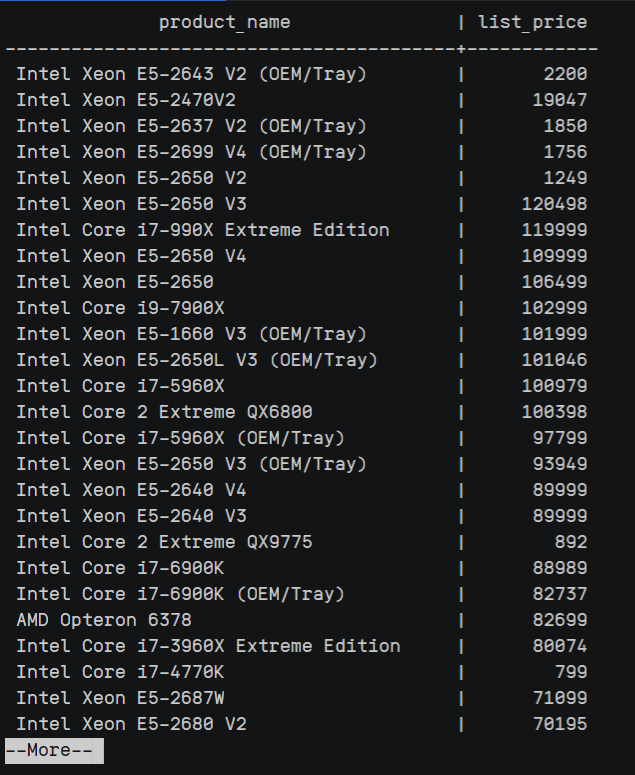 product_name | list_price
-----------------------------------------+------------
Intel Xeon E5-2643 V2 (OEM/Tray) | 2200
Intel Xeon E5-2470V2 | 19047
Intel Xeon E5-2637 V2 (OEM/Tray) | 1850
Intel Xeon E5-2699 V4 (OEM/Tray) | 1756
Intel Xeon E5-2650 V2 | 1249
Intel Xeon E5-2650 V3 | 120498
Intel Core i7-990X Extreme Edition | 119999
Intel Xeon E5-2650 V4 | 109999
Intel Xeon E5-2650 | 106499
Intel Core i9-7900X | 102999
Intel Xeon E5-1660 V3 (OEM/Tray) | 101999
Intel Xeon E5-2650L V3 (OEM/Tray) | 101046
Intel Core i7-5960X | 100979
Intel Core 2 Extreme QX6800 | 100398
Intel Core i7-5960X (OEM/Tray) | 97799
Intel Xeon E5-2650 V3 (OEM/Tray) | 93949
Intel Xeon E5-2640 V4 | 89999
Intel Xeon E5-2640 V3 | 89999
Intel Core 2 Extreme QX9775 | 892
Intel Core i7-6900K | 88989
Intel Core i7-6900K (OEM/Tray) | 82737
AMD Opteron 6378 | 82699
Intel Core i7-3960X Extreme Edition | 80074
Intel Core i7-4770K | 799
Intel Xeon E5-2687W | 71099
Intel Xeon E5-2680 V2 | 70195
--More--